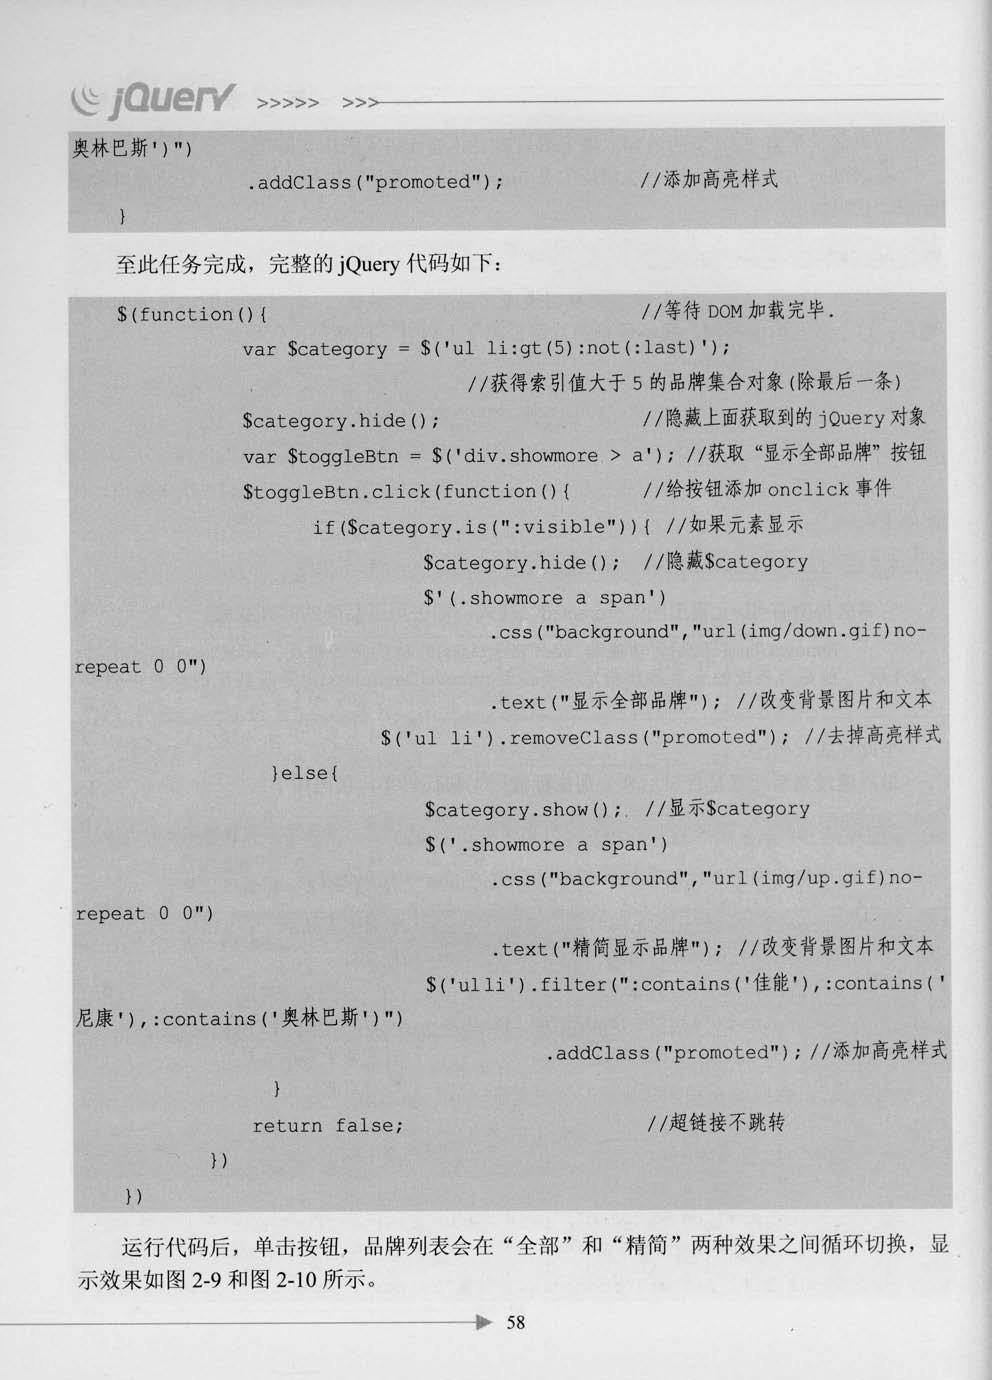 jQuery >>>>> >>>
奥林巴斯')")
.addClass("promoted"); //添加高亮样式
}
至此任务完成，完整的 jQuery 代码如下：
$(function(){ //等待 DOM 加载完毕.
var $category = $('ul li:gt(5):not(:last)');
//获得索引值大于 5 的品牌集合对象(除最后一条)
$category.hide(); //隐藏上面获取到的 jQuery 对象
var $toggleBtn = $('div.showmore > a'); //获取“显示全部品牌”按钮
$toggleBtn.click(function(){ //给按钮添加 onclick 事件
if($category.is(":visible")){ //如果元素显示
$category.hide(); //隐藏$category
$'(.showmore a span')
.css("background","url(img/down.gif)no-
repeat 0 0")
.text("显示全部品牌"); //改变背景图片和文本
$('ul li').removeClass("promoted"); //去掉高亮样式
}else{
$category.show(); //显示$category
$('.showmore a span')
.css("background","url(img/up.gif)no-
repeat 0 0")
.text("精简显示品牌"); //改变背景图片和文本
$('ulli').filter(":contains('佳能'),:contains('
尼康'),:contains('奥林巴斯')")
.addClass("promoted"); //添加高亮样式
}
return false; //超链接不跳转
})
})
运行代码后，单击按钮，品牌列表会在“全部”和“精简”两种效果之间循环切换，显
示效果如图 2-9 和图 2-10 所示。
58